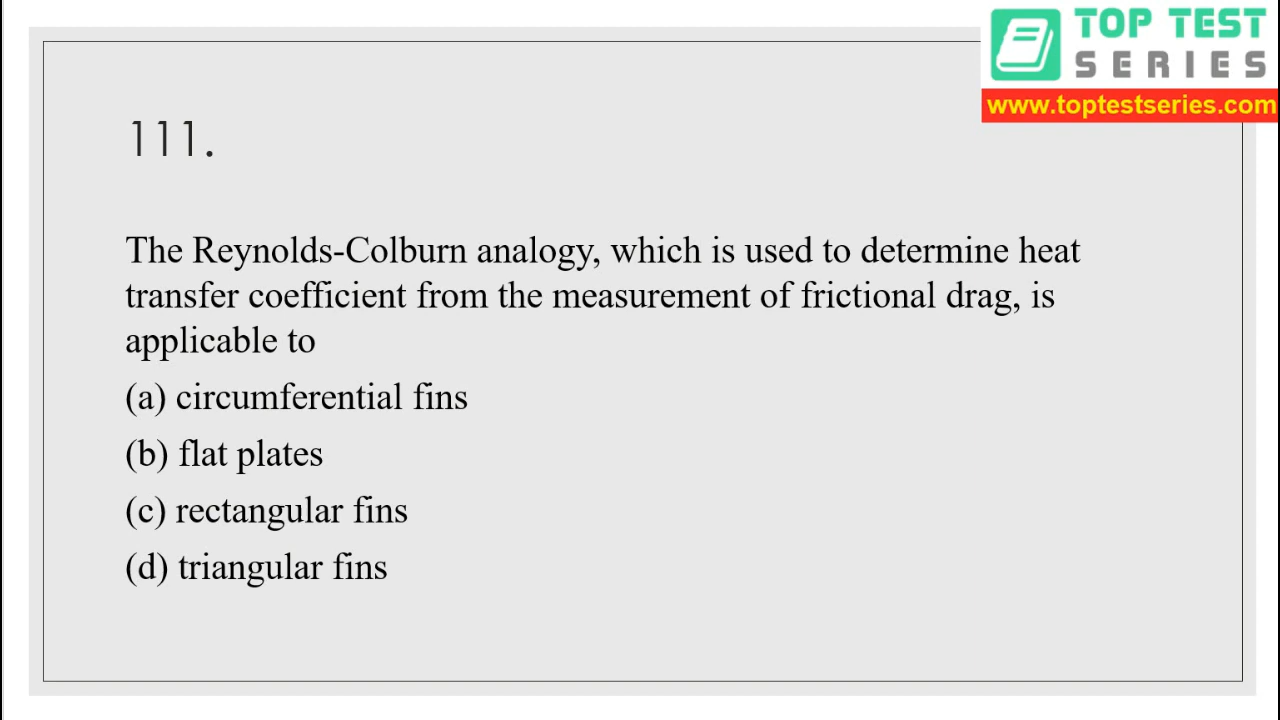 TOP TEST
SERIES
www.toptestseries.com
111.
The Reynolds-Colburn analogy, which is used to determine heat
transfer coefficient from the measurement of frictional drag, is
applicable to
(a) circumferential fins
(b) flat plates
(c) rectangular fins
(d) triangular fins